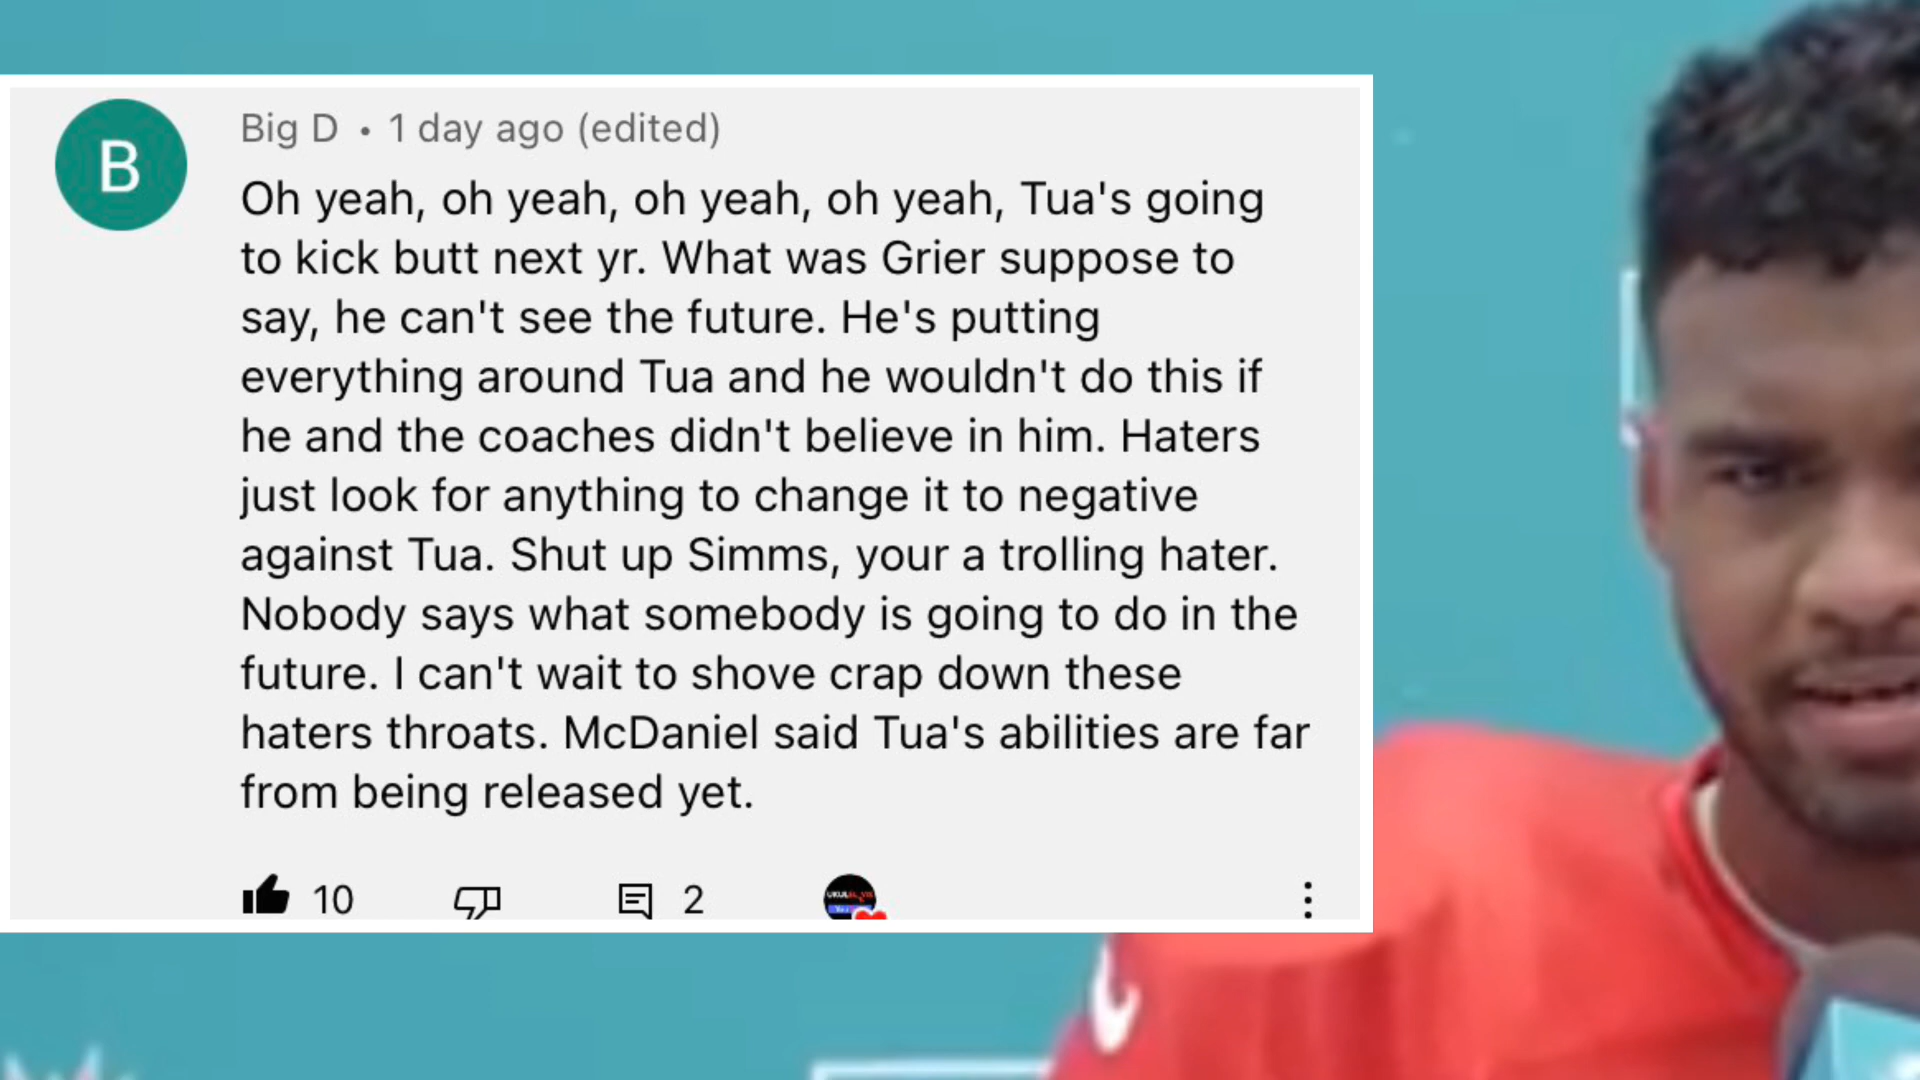 B
Big D • 1 day ago (edited)
Oh yeah, oh yeah, oh yeah, oh yeah, Tua's going
to kick butt next yr. What was Grier suppose to
say, he can't see the future. He's putting
everything around Tua and he wouldn't do this if
he and the coaches didn't believe in him. Haters
just look for anything to change it to negative
against Tua. Shut up Simms, your a trolling hater.
Nobody says what somebody is going to do in the
future. I can't wait to shove crap down these
haters throats. McDaniel said Tua's abilities are far
from being released yet.
10
2